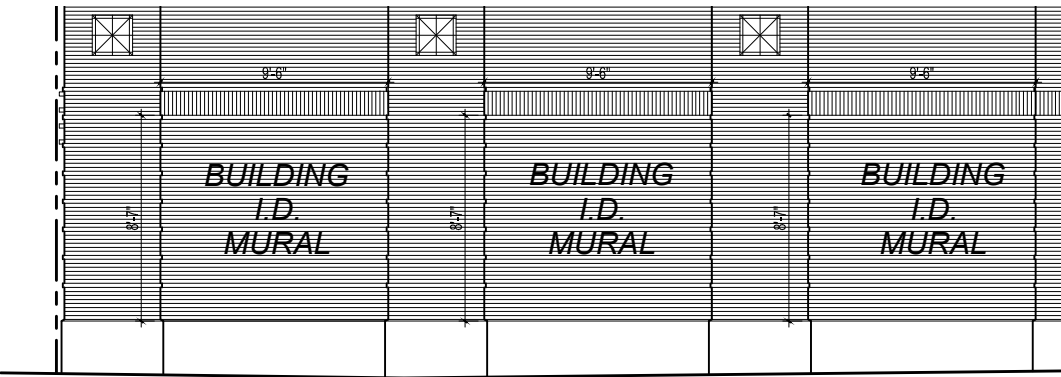 9'-6" 9'-6" 9'-6"
BUILDING
I.D.
MURAL
8'-7"
BUILDING
I.D.
MURAL
8'-7"
BUILDING
I.D.
MURAL
8'-7"